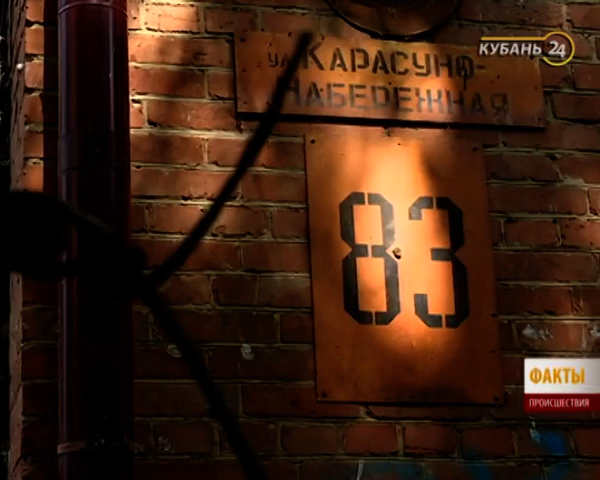 ул. КАРАСУНО-
НАБЕРЕЖНАЯ
83
КУБАНЬ 24
ФАКТЫ
ПРОИСШЕСТВИЯ